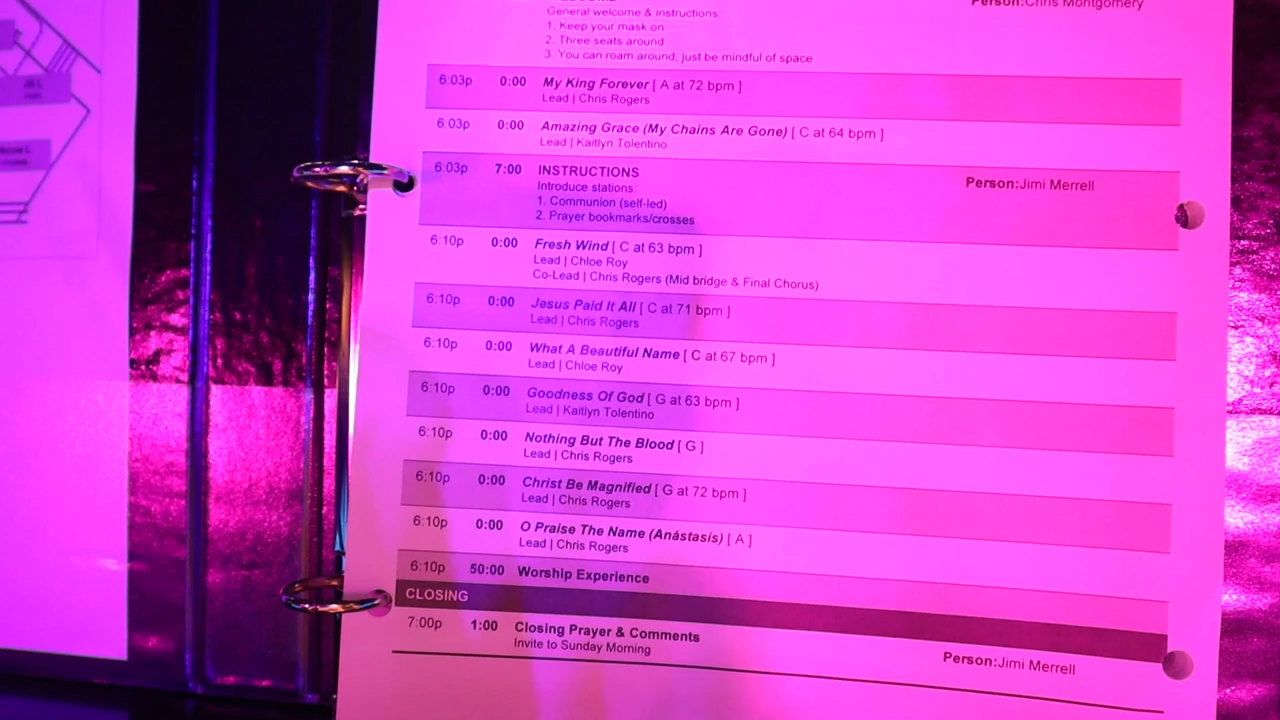 Person:Chris Montgomery
General welcome & instructions:
1. Keep your mask on
2. Three seats around
3. You can roam around, just be mindful of space
6:03p 0:00 My King Forever [ A at 72 bpm ]
Lead | Chris Rogers
6:03p 0:00 Amazing Grace (My Chains Are Gone) [ C at 64 bpm ]
Lead | Kaitlyn Tolentino
6:03p 7:00 INSTRUCTIONS Person:Jimi Merrell
Introduce stations:
1. Communion (self-led)
2. Prayer bookmarks/crosses
6:10p 0:00 Fresh Wind [ C at 63 bpm ]
Lead | Chloe Roy
Co-Lead | Chris Rogers (Mid bridge & Final Chorus)
6:10p 0:00 Jesus Paid It All [ C at 71 bpm ]
Lead | Chris Rogers
6:10p 0:00 What A Beautiful Name [ C at 67 bpm ]
Lead | Chloe Roy
6:10p 0:00 Goodness Of God [ G at 63 bpm ]
Lead | Kaitlyn Tolentino
6:10p 0:00 Nothing But The Blood [ G ]
Lead | Chris Rogers
6:10p 0:00 Christ Be Magnified [ G at 72 bpm ]
Lead | Chris Rogers
6:10p 0:00 O Praise The Name (Anástasis) [ A ]
Lead | Chris Rogers
6:10p 50:00 Worship Experience
CLOSING
7:00p 1:00 Closing Prayer & Comments
Invite to Sunday Morning
Person:Jimi Merrell